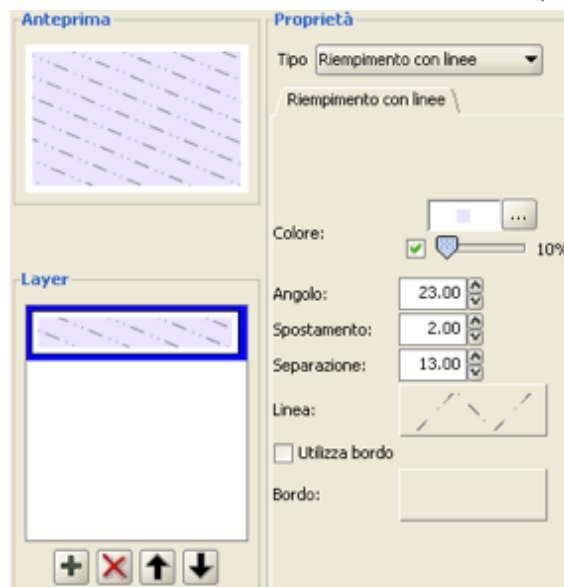 Anteprima
Proprietà
Tipo Riempimento con linee
Riempimento con linee
Colore:
...
10%
Layer
Angolo: 23.00
Spostamento: 2.00
Separazione: 13.00
Linea:
Utilizza bordo
Bordo: